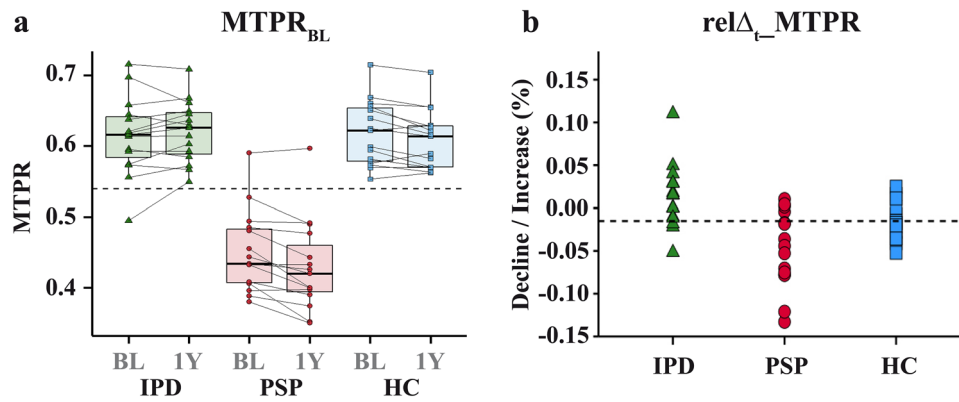 a
MTPR_BL
MTPR
0.7
0.6
0.5
0.4
BL 1Y BL 1Y BL 1Y
IPD PSP HC
b
relΔ_t_MTPR
Decline / Increase (%)
0.15
0.10
0.05
0.00
-0.05
-0.10
-0.15
IPD PSP HC